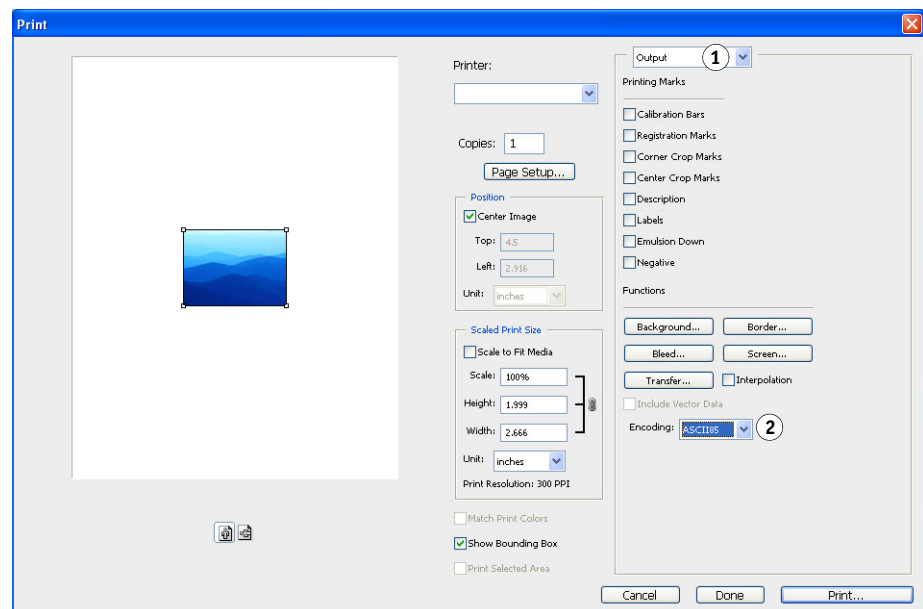 Print
Printer:
Copies: 1
Page Setup...
Position
Center Image
Top: 4.5
Left: 2.916
Unit: inches
Scaled Print Size
Scale to Fit Media
Scale: 100%
Height: 1.999
Width: 2.666
Unit: inches
Print Resolution: 300 PPI
Match Print Colors
Show Bounding Box
Print Selected Area
Output 1
Printing Marks
Calibration Bars
Registration Marks
Corner Crop Marks
Center Crop Marks
Description
Labels
Emulsion Down
Negative
Functions
Background... Border...
Bleed... Screen...
Transfer... Interpolation
Include Vector Data
Encoding: ASCII85 2
Cancel Done Print...